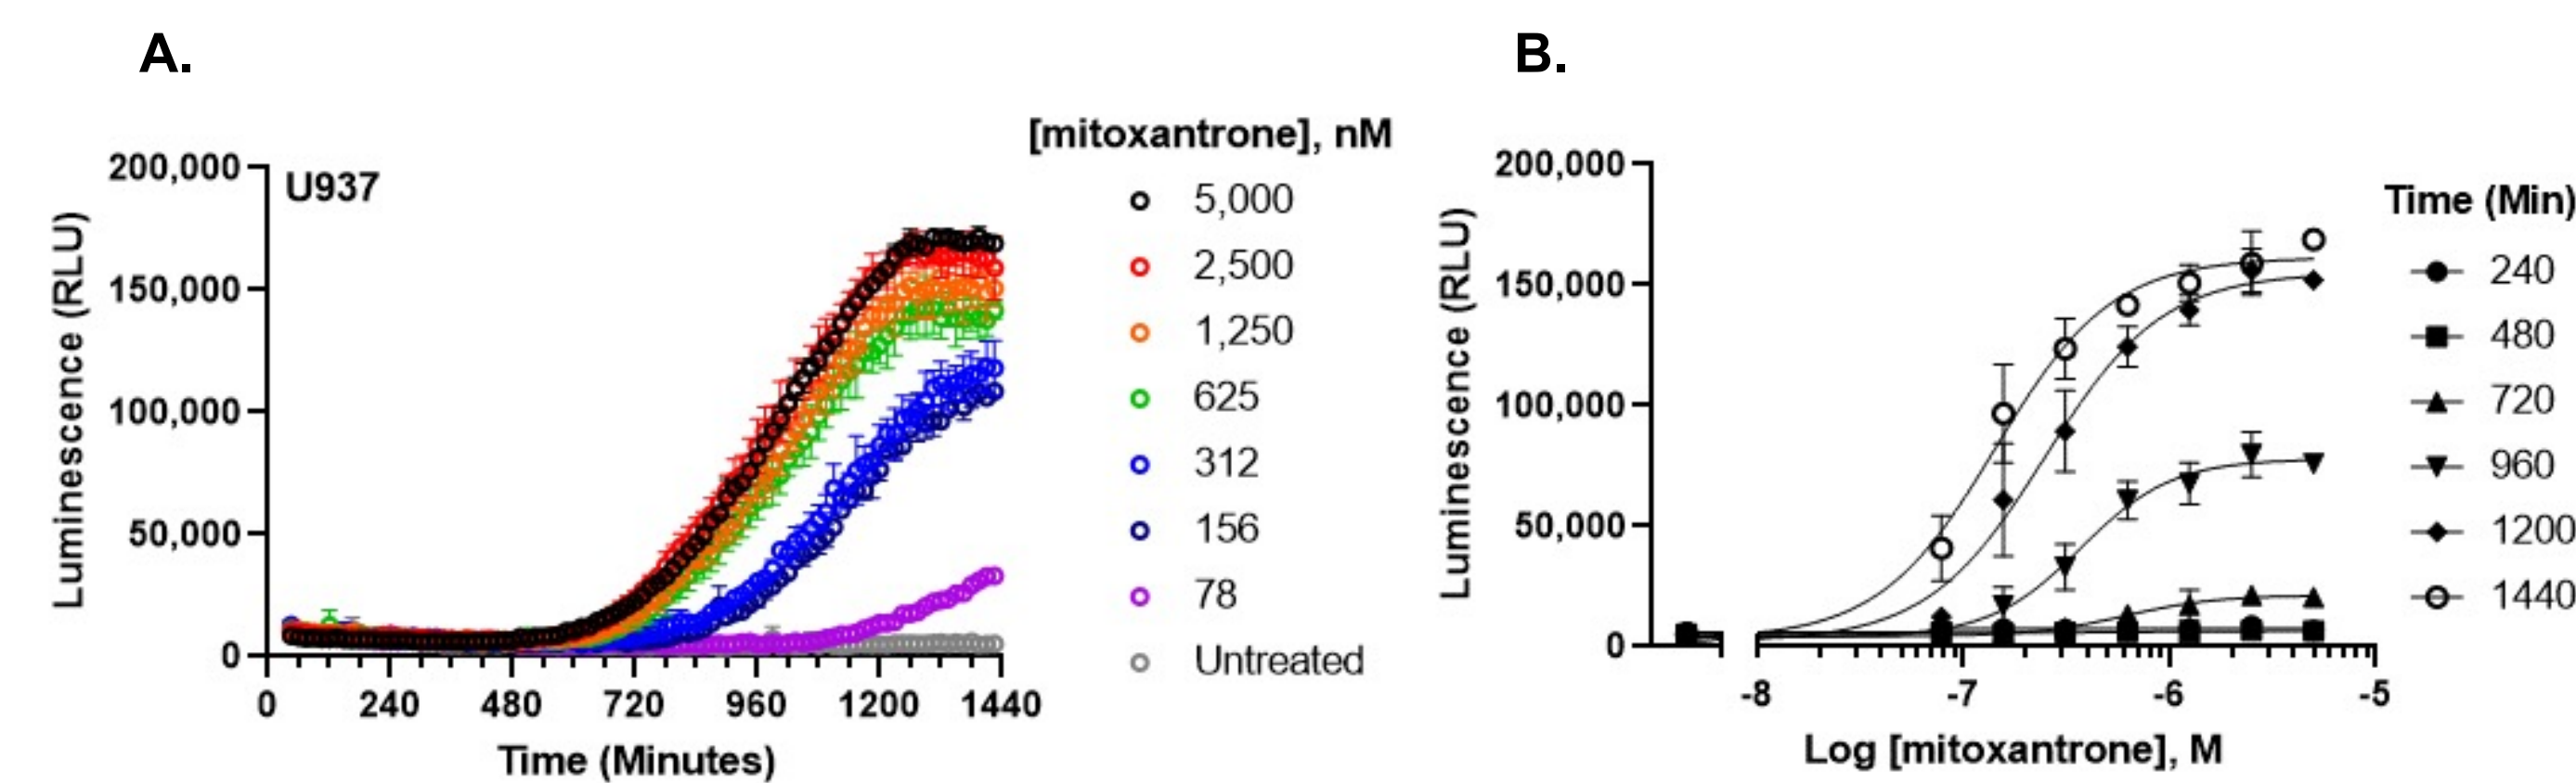 A.
U937
Luminescence (RLU)
200,000
150,000
100,000
50,000
0
0 240 480 720 960 1200 1440
Time (Minutes)
[mitoxantrone], nM
5,000
2,500
1,250
625
312
156
78
Untreated
B.
Luminescence (RLU)
200,000
150,000
100,000
50,000
0
-8 -7 -6 -5
Log [mitoxantrone], M
Time (Min)
240
480
720
960
1200
1440